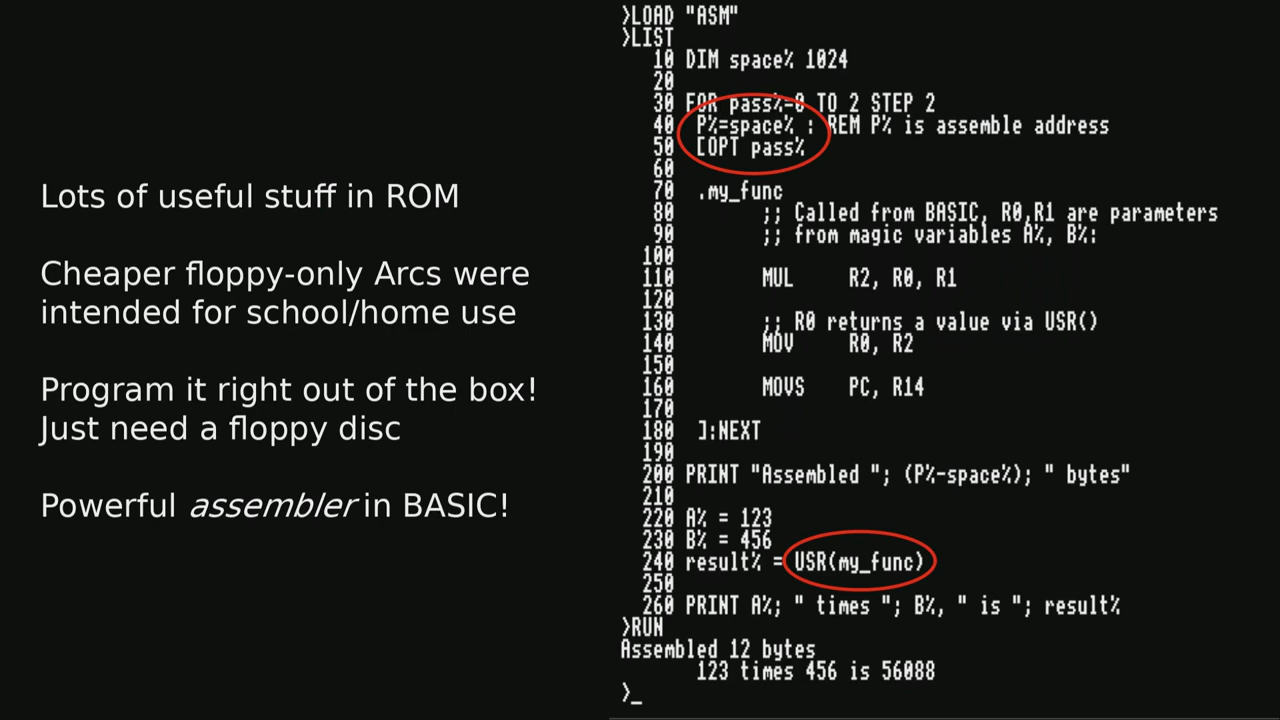 Lots of useful stuff in ROM
Cheaper floppy-only Arcs were
intended for school/home use
Program it right out of the box!
Just need a floppy disc
Powerful assembler in BASIC!
>LOAD "ASM"
>LIST
10 DIM space% 1024
20
30 FOR pass%=0 TO 2 STEP 2
40 P%=space% : REM P% is assemble address
50 [OPT pass%
60
70 .my_func
80 ;; Called from BASIC, R0,R1 are parameters
90 ;; from magic variables A%, B%:
100
110 MUL R2, R0, R1
120
130 ;; R0 returns a value via USR()
140 MOV R0, R2
150
160 MOVS PC, R14
170
180 ]:NEXT
190
200 PRINT "Assembled "; (P%-space%); " bytes"
210
220 A% = 123
230 B% = 456
240 result% = USR(my_func)
250
260 PRINT A%; " times "; B%, " is "; result%
>RUN
Assembled 12 bytes
123 times 456 is 56088
>_